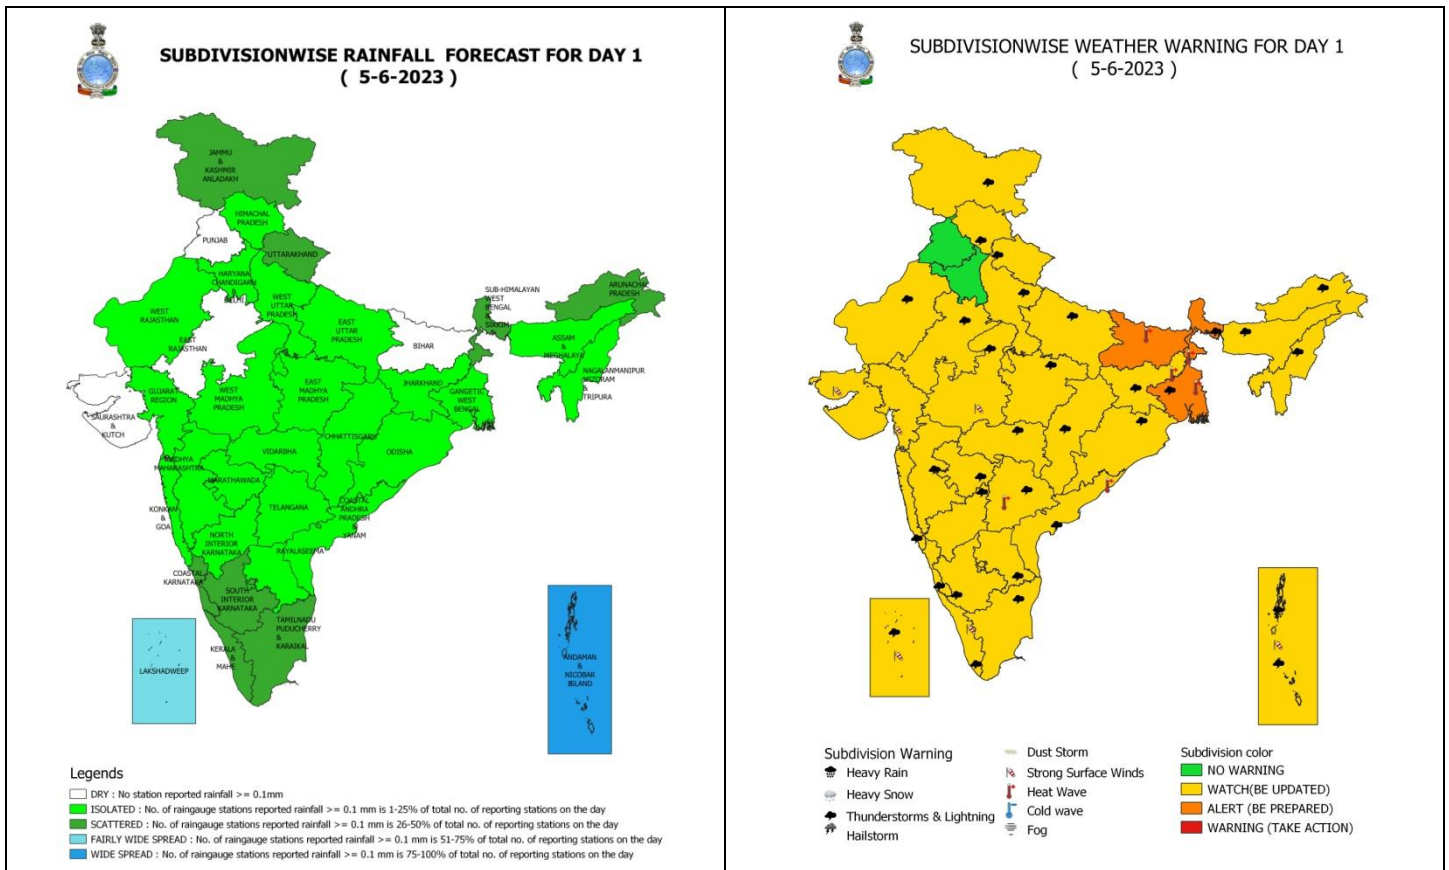 SUBDIVISIONWISE RAINFALL FORECAST FOR DAY 1
( 5-6-2023 )
JAMMU
&
KASHMIR
ANLADAKH
HIMACHAL
PRADESH
PUNJAB
UTTARAKHAND
HARYANA
CHANDIGARH
&
DELHI
WEST
UTTAR
PRADESH
WEST
RAJASTHAN
EAST
RAJASTHAN
EAST
UTTAR
PRADESH
BIHAR
SUB-HIMALAYAN
WEST
BENGAL
&
SIKKIM
ARUNACHAL
PRADESH
ASSAM
&
MEGHALAYA
NAGALANMANIPUR
MIZORAM
&
TRIPURA
SAURASHTRA
&
KUTCH
GUJARAT
REGION
WEST
MADHYA
PRADESH
EAST
MADHYA
PRADESH
JHARKHAND
GANGETIC
WEST
BENGAL
CHHATTISGARH
ODISHA
VIDARBHA
MADHYA
MAHARASHTRA
MARATHAWADA
KONKAN
&
GOA
TELANGANA
COASTAL
ANDHRA
PRADESH
&
YANAM
NORTH
INTERIOR
KARNATAKA
RAYALASEEMA
COASTAL
KARNATAKA
SOUTH
INTERIOR
KARNATAKA
TAMILNADU
PUDUCHERRY
&
KARAIKAL
KERALA
&
MAHE
LAKSHADWEEP
ANDAMAN
&
NICOBAR
ISLAND
Legends
DRY : No station reported rainfall >= 0.1mm
ISOLATED : No. of raingauge stations reported rainfall >= 0.1 mm is 1-25% of total no. of reporting stations on the day
SCATTERED : No. of raingauge stations reported rainfall >= 0.1 mm is 26-50% of total no. of reporting stations on the day
FAIRLY WIDE SPREAD : No. of raingauge stations reported rainfall >= 0.1 mm is 51-75% of total no. of reporting stations on the day
WIDE SPREAD : No. of raingauge stations reported rainfall >= 0.1 mm is 75-100% of total no. of reporting stations on the day
SUBDIVISIONWISE WEATHER WARNING FOR DAY 1
( 5-6-2023 )
Subdivision Warning
Heavy Rain
Heavy Snow
Thunderstorms & Lightning
Hailstorm
Dust Storm
Strong Surface Winds
Heat Wave
Cold wave
Fog
Subdivision color
NO WARNING
WATCH(BE UPDATED)
ALERT (BE PREPARED)
WARNING (TAKE ACTION)